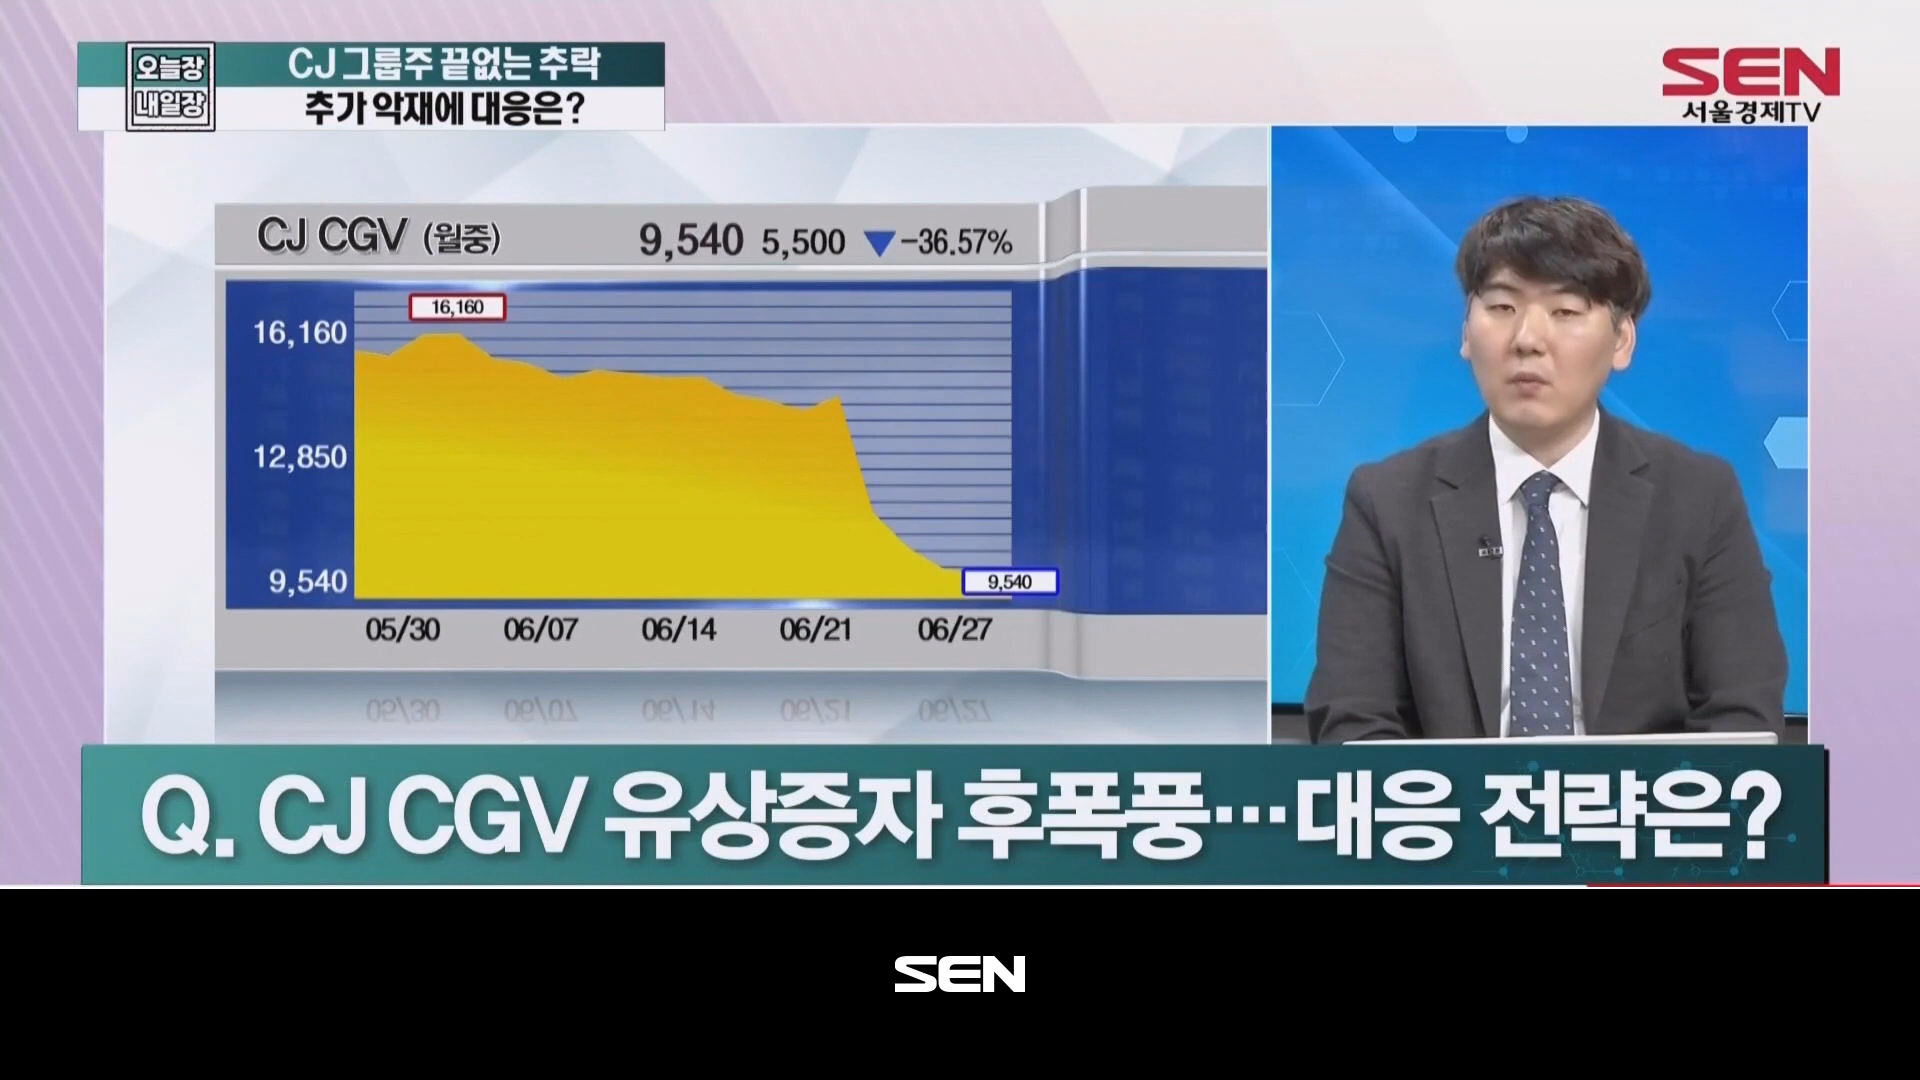 오늘장
내일장
CJ 그룹주 끝없는 추락
추가 악재에 대응은?
SEN
서울경제TV
CJ CGV (월중) 9,540 5,500 ▼-36.57%
16,160
16,160
12,850
9,540
9,540
05/30 06/07 06/14 06/21 06/27
Q. CJ CGV 유상증자 후폭풍…대응 전략은?
SEN